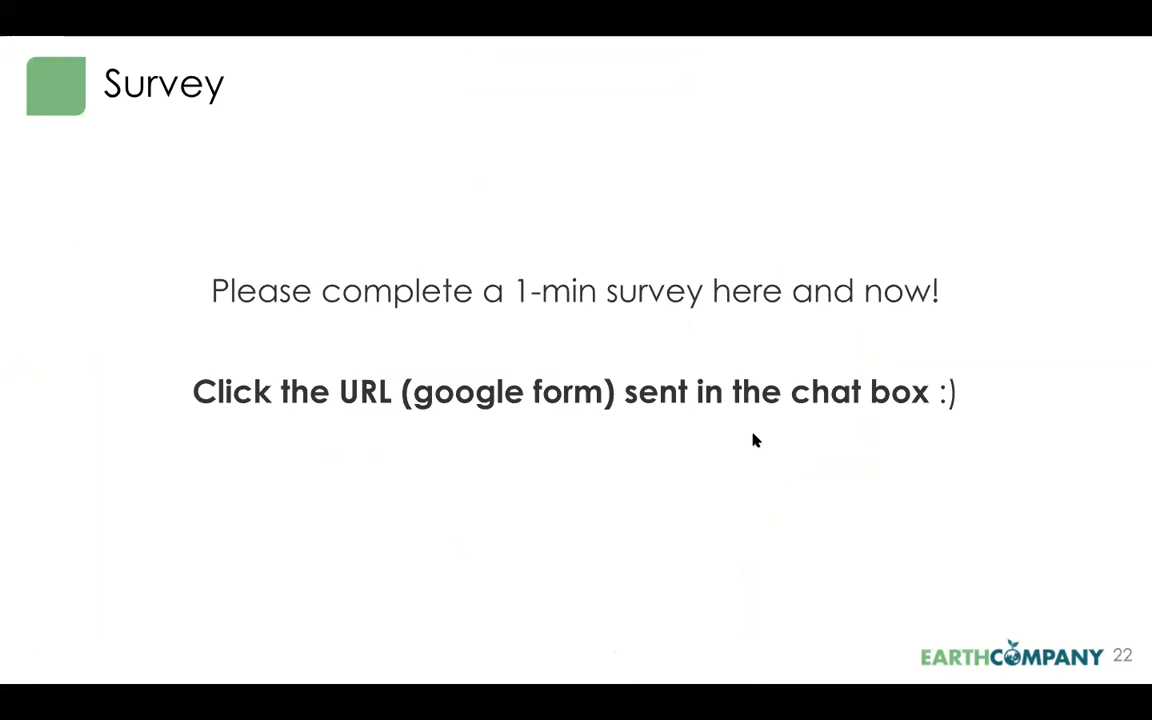 Survey
Please complete a 1-min survey here and now!
Click the URL (google form) sent in the chat box :)
EARTHCOMPANY 22